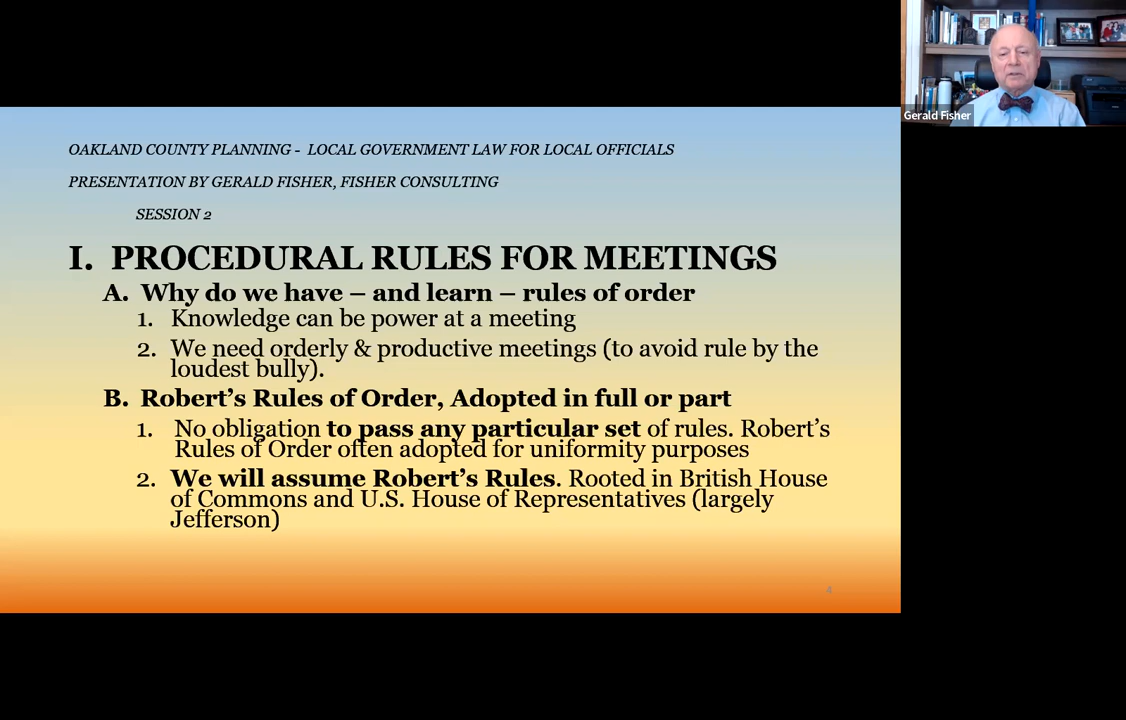 Gerald Fisher
OAKLAND COUNTY PLANNING - LOCAL GOVERNMENT LAW FOR LOCAL OFFICIALS
PRESENTATION BY GERALD FISHER, FISHER CONSULTING
SESSION 2
I. PROCEDURAL RULES FOR MEETINGS
A. Why do we have – and learn – rules of order
1. Knowledge can be power at a meeting
2. We need orderly & productive meetings (to avoid rule by the
loudest bully).
B. Robert’s Rules of Order, Adopted in full or part
1. No obligation to pass any particular set of rules. Robert’s
Rules of Order often adopted for uniformity purposes
2. We will assume Robert’s Rules. Rooted in British House
of Commons and U.S. House of Representatives (largely
Jefferson)
4